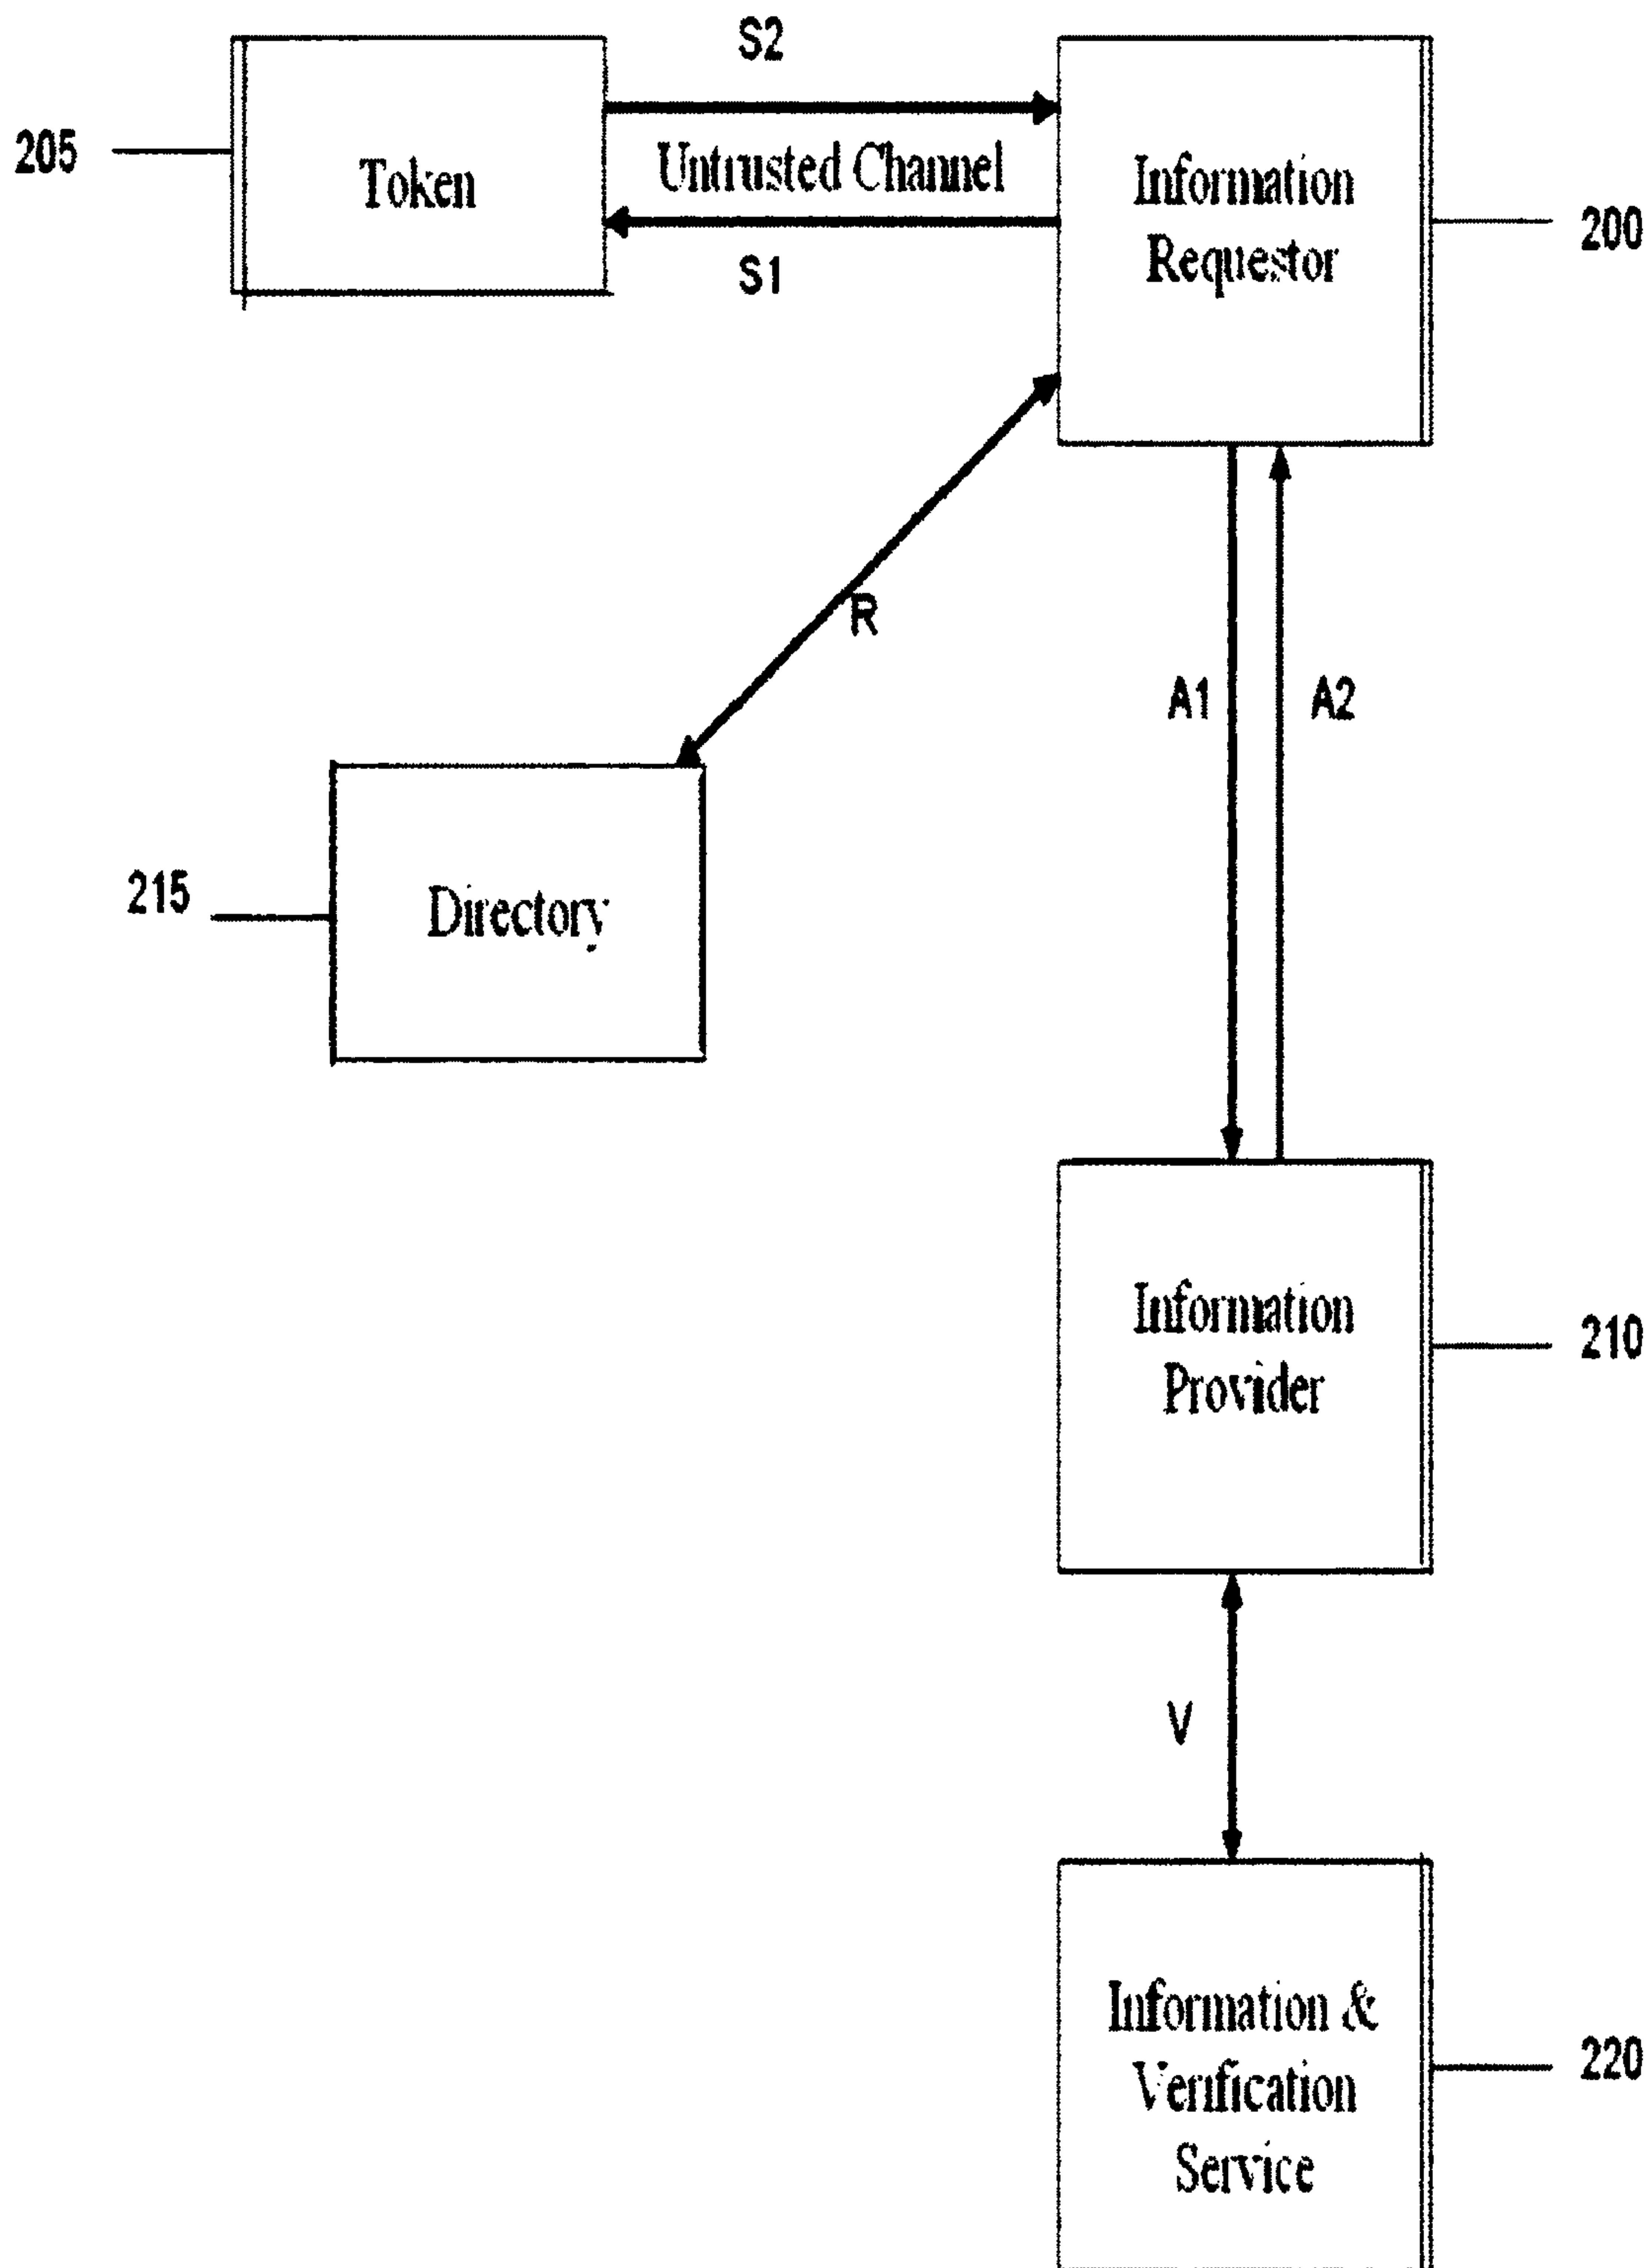 S2
205
Token
Untrusted Channel
Information
Requestor
200
S1
R
A1
A2
215
Directory
Information
Provider
210
V
Information &
Verification
Service
220